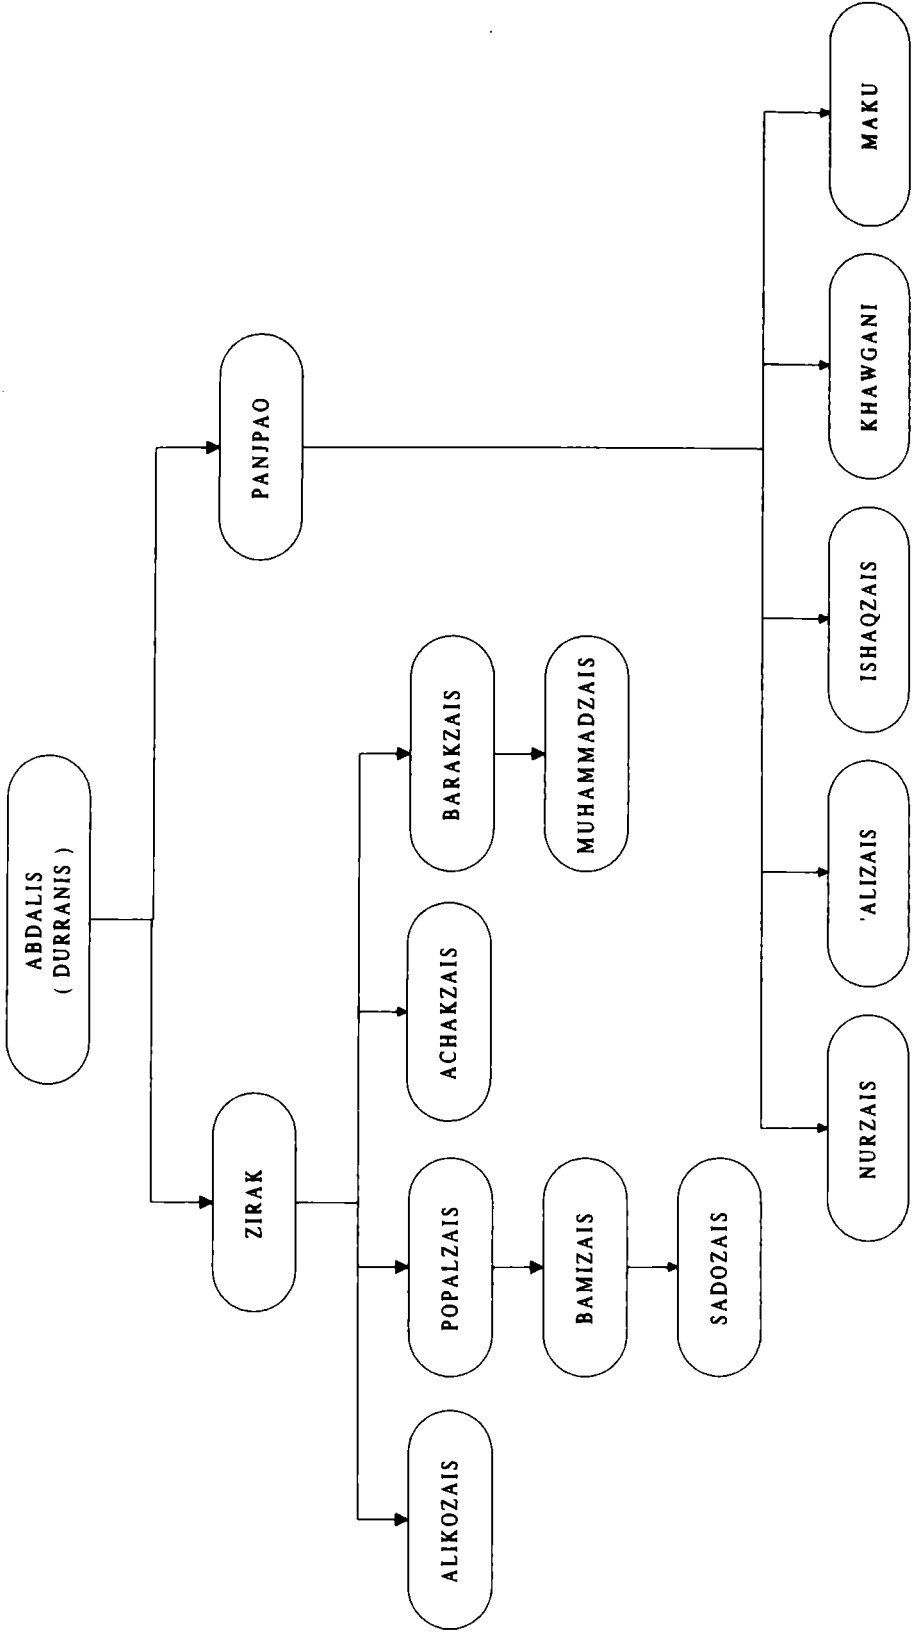 ABDALIS
( DURRANIS )
ZIRAK
PANJPAO
ALIKOZAIS
POPALZAIS
ACHAKZAIS
BARAKZAIS
BAMIZAIS
MUHAMMADZAIS
SADOZAIS
NURZAIS
'ALIZAIS
ISHAQZAIS
KHAWGANI
MAKU